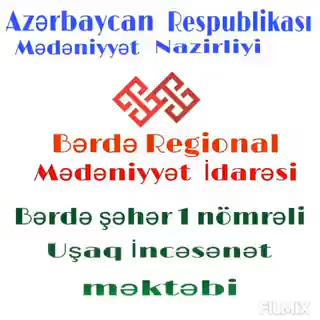 Azərbaycan Respublikası
Mədəniyyət Nazirliyi
Bərdə Regional
Mədəniyyət İdarəsi
Bərdə şəhər 1 nömrəli
Uşaq İncəsənət
məktəbi
FILMIX